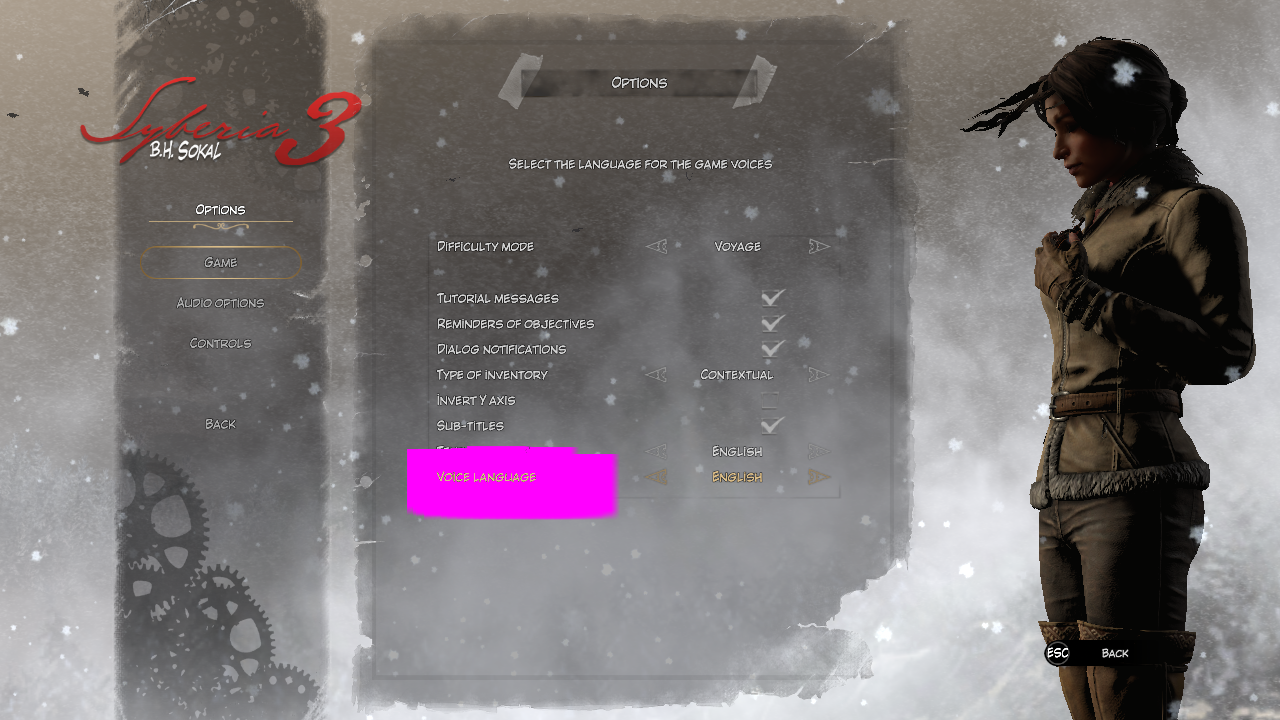 Syberia 3
B.H. Sokal
Options
Game
Audio options
Controls
Back
Options
Select the language for the game voices
Difficulty mode Voyage
Tutorial messages
Reminders of objectives
Dialog notifications
Type of inventory Contextual
Invert Y axis
Sub-titles
English
Voice language English
ESC Back